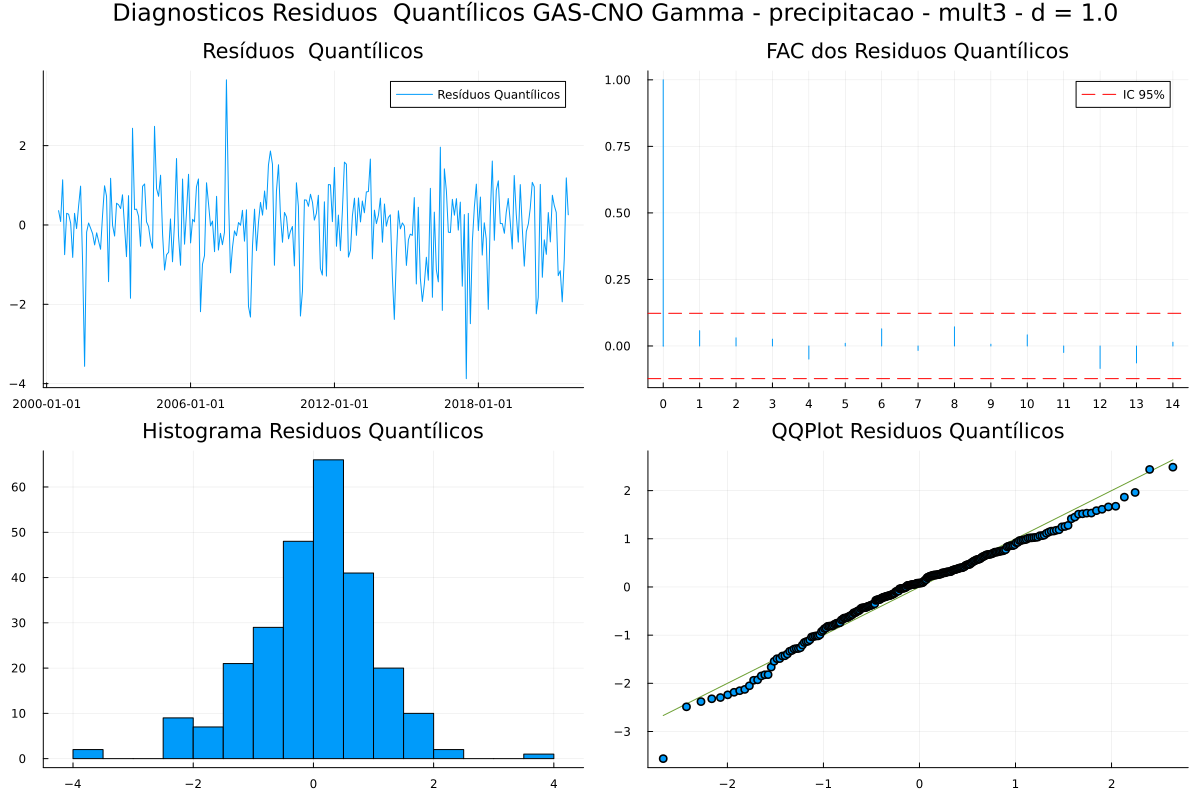 Diagnosticos Residuos  Quantílicos GAS-CNO Gamma - precipitacao - mult3 - d = 1.0
Resíduos  Quantílicos
Resíduos Quantílicos
2
0
−2
−4
2000-01-01 2006-01-01 2012-01-01 2018-01-01
FAC dos Residuos Quantílicos
IC 95%
1.00
0.75
0.50
0.25
0.00
0 1 2 3 4 5 6 7 8 9 10 11 12 13 14
Histograma Residuos Quantílicos
60
50
40
30
20
10
0
−4 −2 0 2 4
QQPlot Residuos Quantílicos
2
1
0
−1
−2
−3
−2 −1 0 1 2